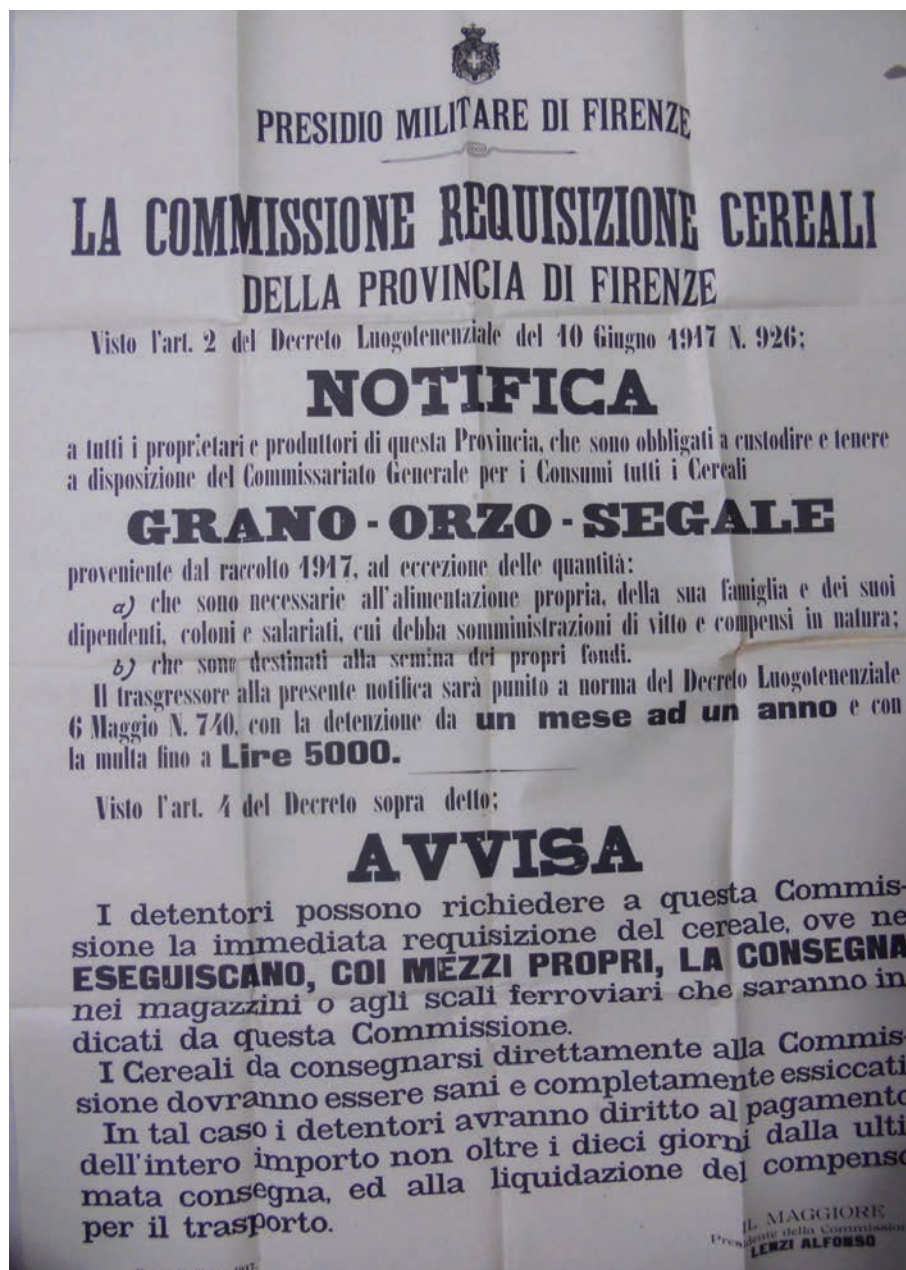 PRESIDIO MILITARE DI FIRENZE
LA COMMISSIONE REQUISIZIONE CEREALI
DELLA PROVINCIA DI FIRENZE
Visto l'art. 2 del Decreto Luogotenenziale del 10 Giugno 1917 N. 926;
NOTIFICA
a tutti i proprietari e produttori di questa Provincia, che sono obbligati a custodire e tenere
a disposizione del Commissariato Generale per i Consumi tutti i Cereali
GRANO - ORZO - SEGALE
proveniente dal raccolto 1917, ad eccezione delle quantità:
a) che sono necessarie all'alimentazione propria, della sua famiglia e dei suoi
dipendenti, coloni e salariati, cui debba somministrazioni di vitto e compensi in natura;
b) che sono destinati alla semina dei propri fondi.
Il trasgressore alla presente notifica sarà punito a norma del Decreto Luogotenenziale
6 Maggio N. 740, con la detenzione da un mese ad un anno e con
la multa fino a Lire 5000.
Visto l'art. 4 del Decreto sopra detto;
AVVISA
I detentori possono richiedere a questa Commis-
sione la immediata requisizione del cereale, ove ne
ESEGUISCANO, COI MEZZI PROPRI, LA CONSEGNA
nei magazzini o agli scali ferroviari che saranno in
dicati da questa Commissione.
I Cereali da consegnarsi direttamente alla Commis-
sione dovranno essere sani e completamente essiccati
In tal caso i detentori avranno diritto al pagamento
dell'intero importo non oltre i dieci giorni dalla ulti
mata consegna, ed alla liquidazione del compenso
per il trasporto.
IL MAGGIORE
Presidente della Commission
LENZI ALFONSO
1917.